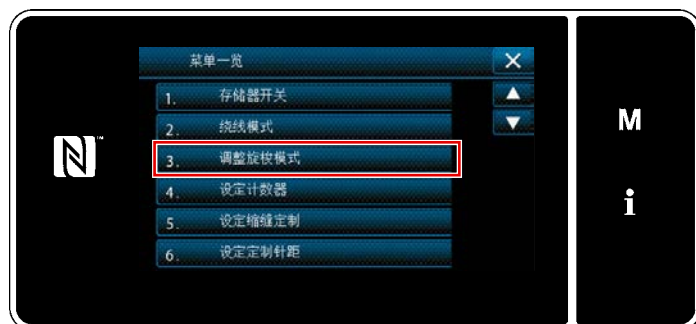 菜单一览
1. 存储器开关
2. 绕线模式
3. 调整旋梭模式
4. 设定计数器
5. 设定缩缝定制
6. 设定定制针距
M
i